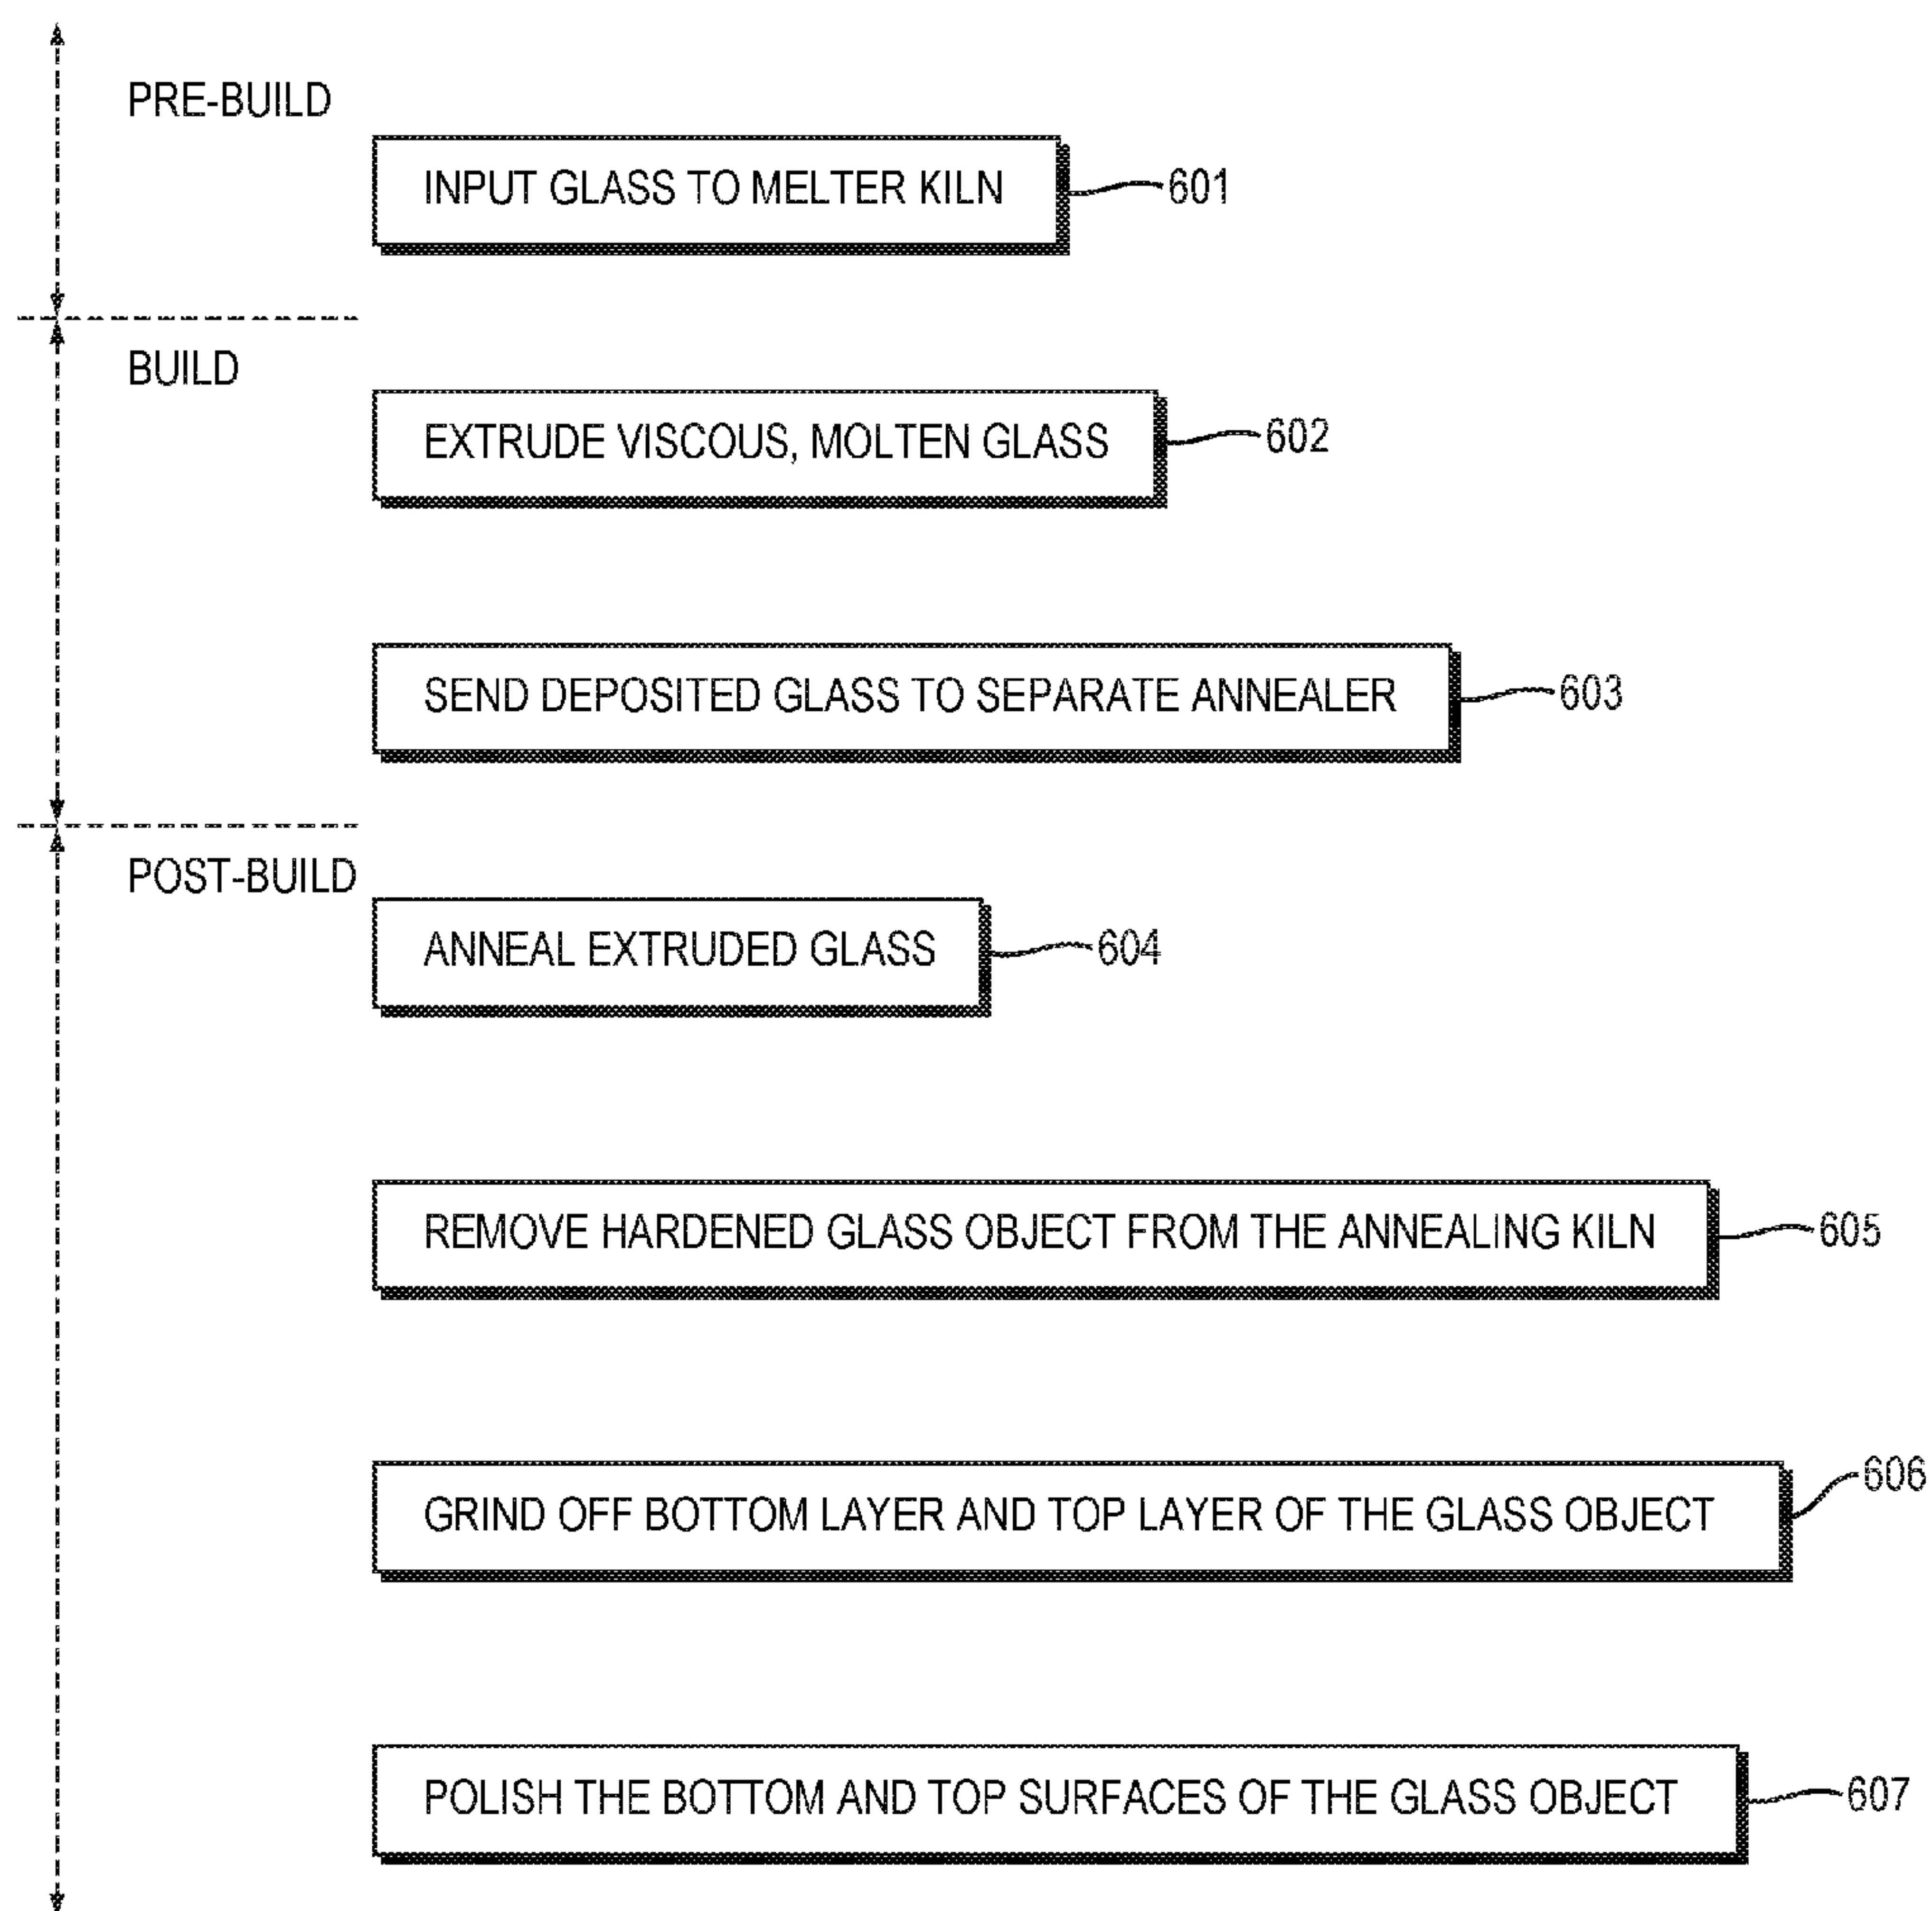 PRE-BUILD
INPUT GLASS TO MELTER KILN
601
BUILD
EXTRUDE VISCOUS, MOLTEN GLASS
602
SEND DEPOSITED GLASS TO SEPARATE ANNEALER
603
POST-BUILD
ANNEAL EXTRUDED GLASS
604
REMOVE HARDENED GLASS OBJECT FROM THE ANNEALING KILN
605
GRIND OFF BOTTOM LAYER AND TOP LAYER OF THE GLASS OBJECT
606
POLISH THE BOTTOM AND TOP SURFACES OF THE GLASS OBJECT
607